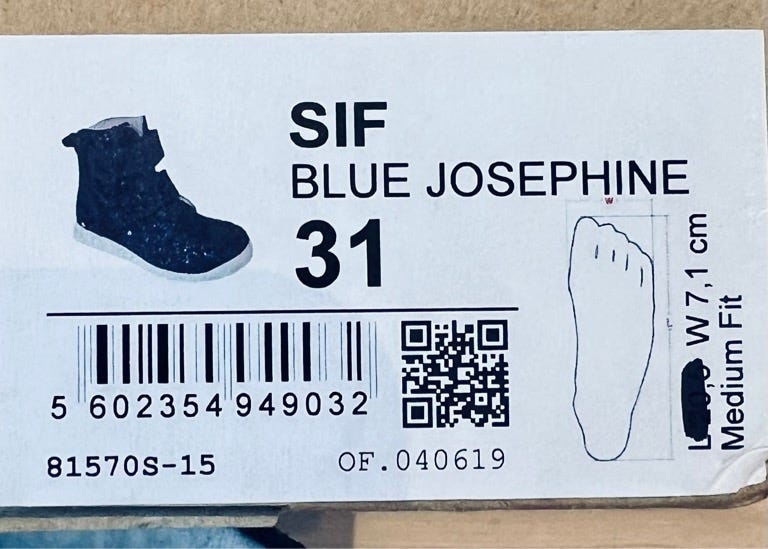 SIF
BLUE JOSEPHINE
31
W
L
5 602354 949032
81570S-15
OF.040619
W 7,1 cm
Medium Fit